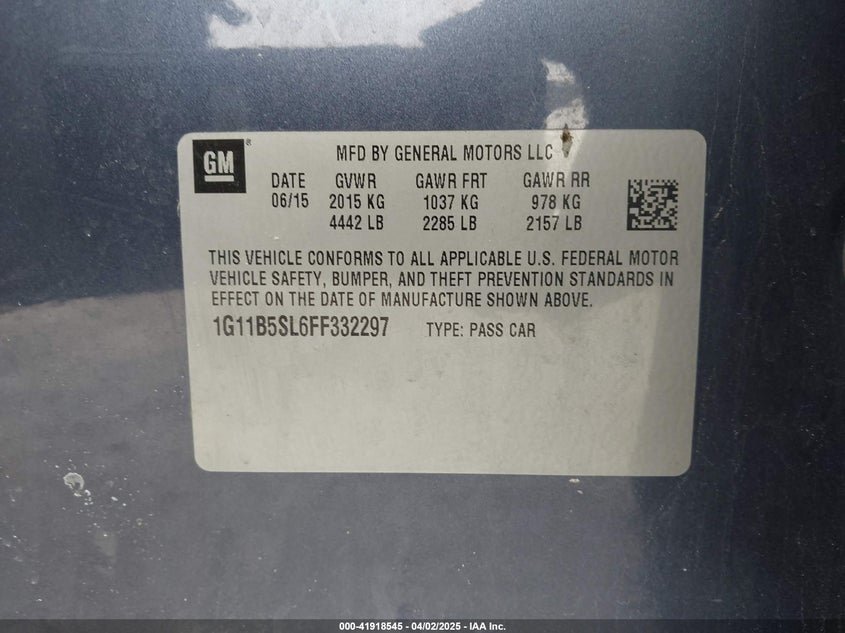 GM ®
MFD BY GENERAL MOTORS LLC
DATE GVWR GAWR FRT GAWR RR
06/15 2015 KG 1037 KG 978 KG
4442 LB 2285 LB 2157 LB
THIS VEHICLE CONFORMS TO ALL APPLICABLE U.S. FEDERAL MOTOR
VEHICLE SAFETY, BUMPER, AND THEFT PREVENTION STANDARDS IN
EFFECT ON THE DATE OF MANUFACTURE SHOWN ABOVE.
1G11B5SL6FF332297 TYPE: PASS CAR
000-41918545 - 04/02/2025 - IAA Inc.